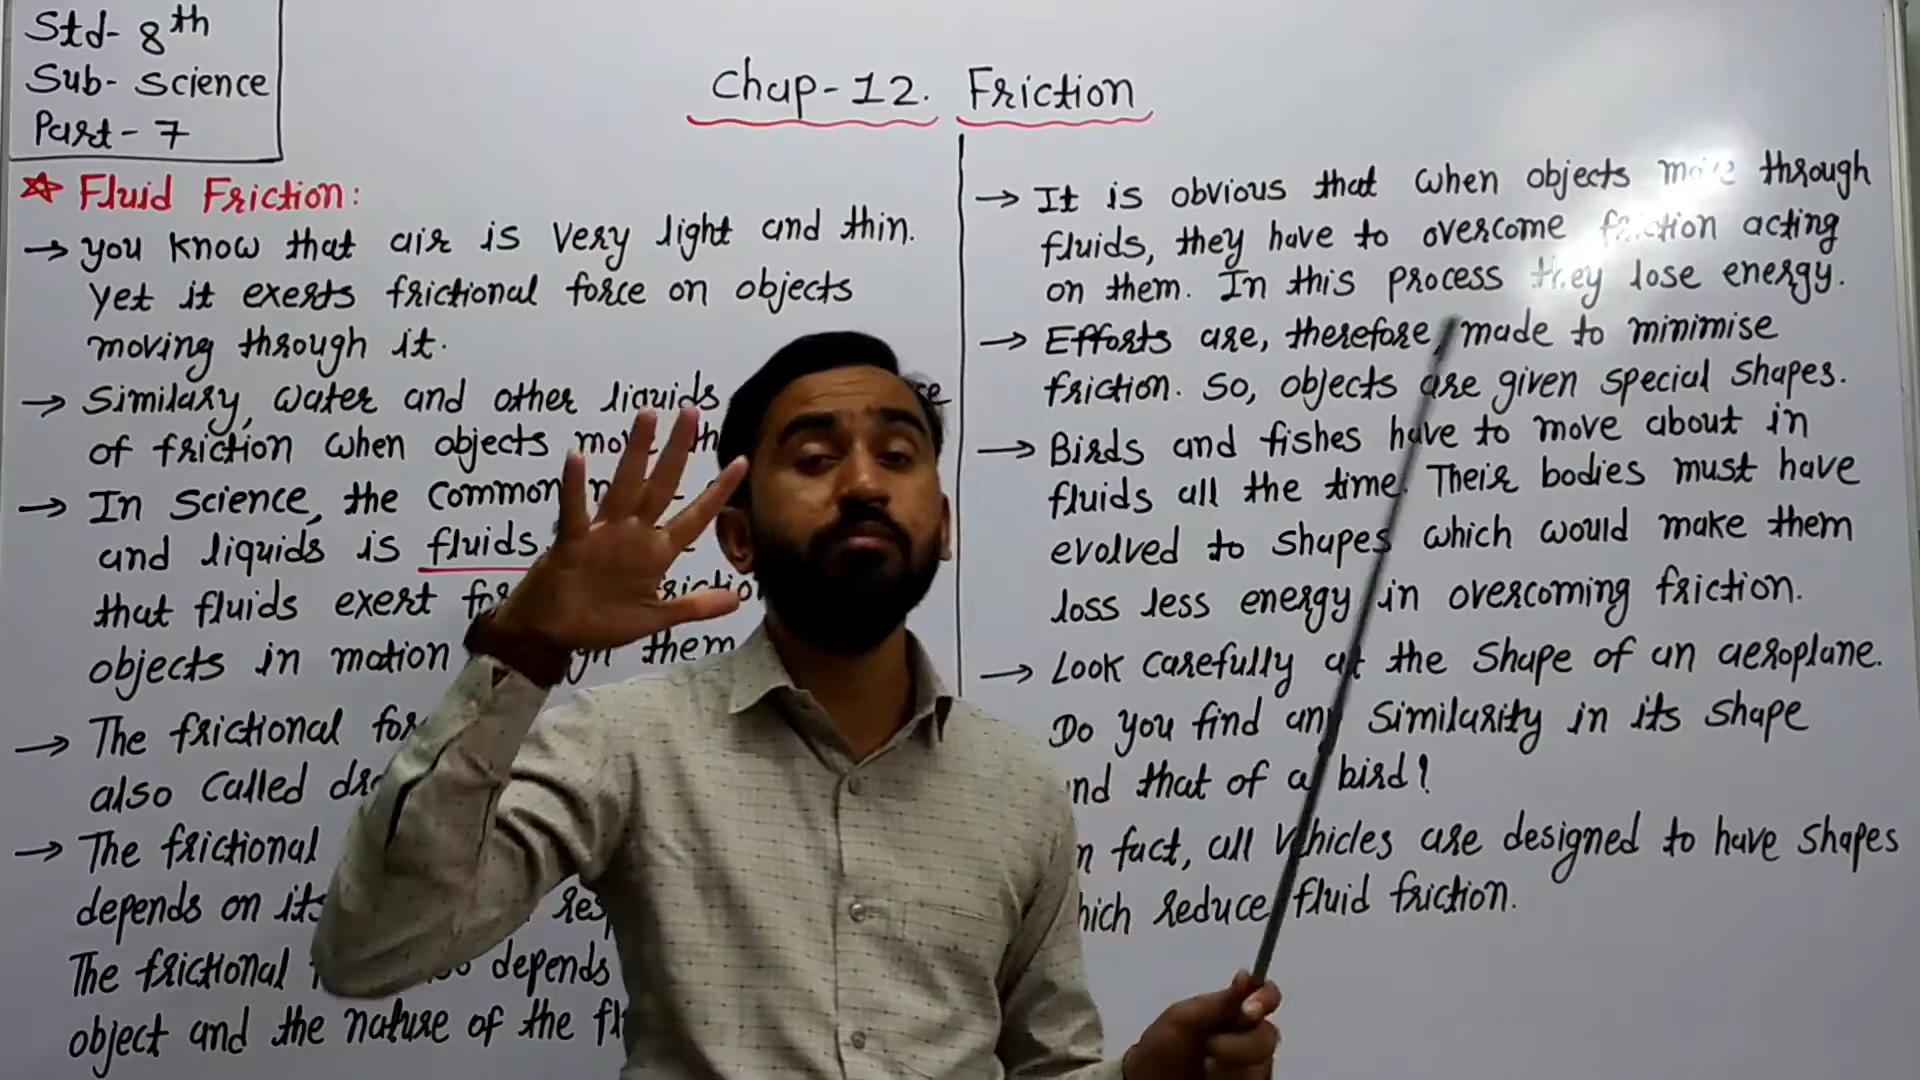 Std- 8th
Sub- Science
Part- 7
Chap-12. Friction
☆ Fluid Friction:
→ you know that air is very light and thin.
yet it exerts frictional force on objects
moving through it.
→ Similary, water and other liquids
of friction when objects
→ In Science, the common
and liquids is fluids.
that fluids exert
objects in motion them
→ The frictional
also called
→ The frictional
depends on its
The frictional depends
object and the nature of the
→ It is obvious that when objects move through
fluids, they have to overcome friction acting
on them. In this process they lose energy.
→ Efforts are, therefore, made to minimise
friction. So, objects are given special shapes.
→ Birds and fishes have to move about in
fluids all the time. Their bodies must have
evolved to shapes which would make them
loss less energy in overcoming friction.
→ Look carefully at the shape of an aeroplane.
Do you find any similarity in its shape
and that of a bird?
fact, all vehicles are designed to have shapes
reduce fluid friction.